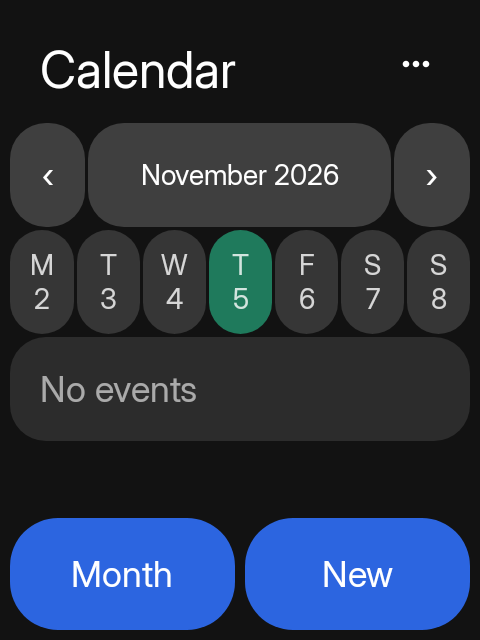 Calendar •••
‹ November 2026 ›
M T W T F S S
2 3 4 5 6 7 8
No events
Month New